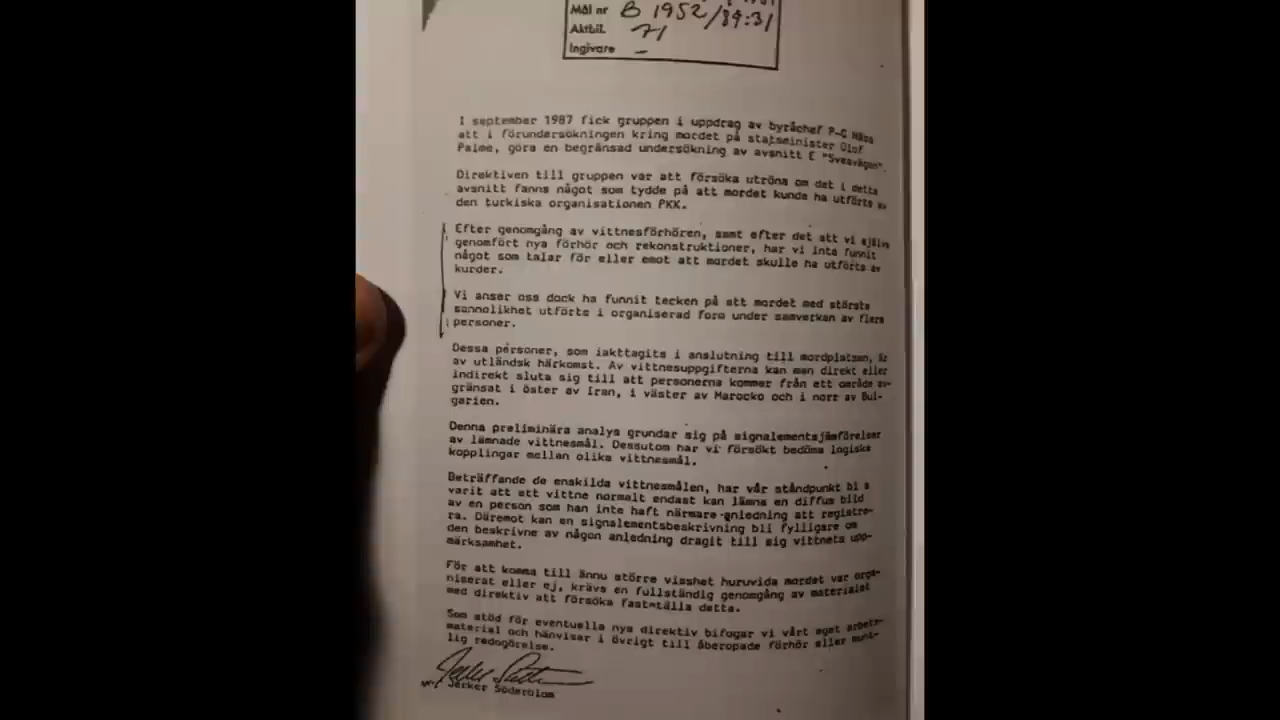 Mål nr B 1952/89:31
Aktbil. 71
Ingivare –
I september 1987 fick gruppen i uppdrag av byråchef P-G Näss
att i förundersökningen kring mordet på statsminister Olof
Palme, göra en begränsad undersökning av avsnitt E "Sveavägen".
Direktiven till gruppen var att försöka utröna om det i detta
avsnitt fanns något som tydde på att mordet kunde ha utförts av
den turkiska organisationen PKK.
Efter genomgång av vittnesförhören, samt efter det att vi själva
genomfört nya förhör och rekonstruktioner, har vi inte funnit
något som talar för eller emot att mordet skulle ha utförts av
kurder.
Vi anser oss dock ha funnit tecken på att mordet med största
sannolikhet utförts i organiserad form under samverkan av flera
personer.
Dessa personer, som iakttagits i anslutning till mordplatsen, är
av utländsk härkomst. Av vittnesuppgifterna kan man direkt eller
indirekt sluta sig till att personerna kommer från ett område av-
gränsat i öster av Iran, i väster av Marocko och i norr av Bul-
garien.
Denna preliminära analys grundar sig på signalementsjämförelser
av lämnade vittnesmål. Dessutom har vi försökt bedöma logiska
kopplingar mellan olika vittnesmål.
Beträffande de enskilda vittnesmålen, har vår ståndpunkt bl a
varit att ett vittne normalt endast kan lämna en diffus bild
av en person som han inte haft närmare anledning att registre-
ra. Däremot kan en signalementsbeskrivning bli fylligare om
den beskrivne av någon anledning dragit till sig vittnets upp-
märksamhet.
För att komma till ännu större visshet huruvida mordet var orga-
niserat eller ej, krävs en fullständig genomgång av materialet
med direktiv att försöka fastställa detta.
Som stöd för eventuella nya direktiv bifogar vi vårt eget arbets-
material och hänvisar i övrigt till åberopade förhör eller munt-
lig redogörelse.
Jerker Söderblom